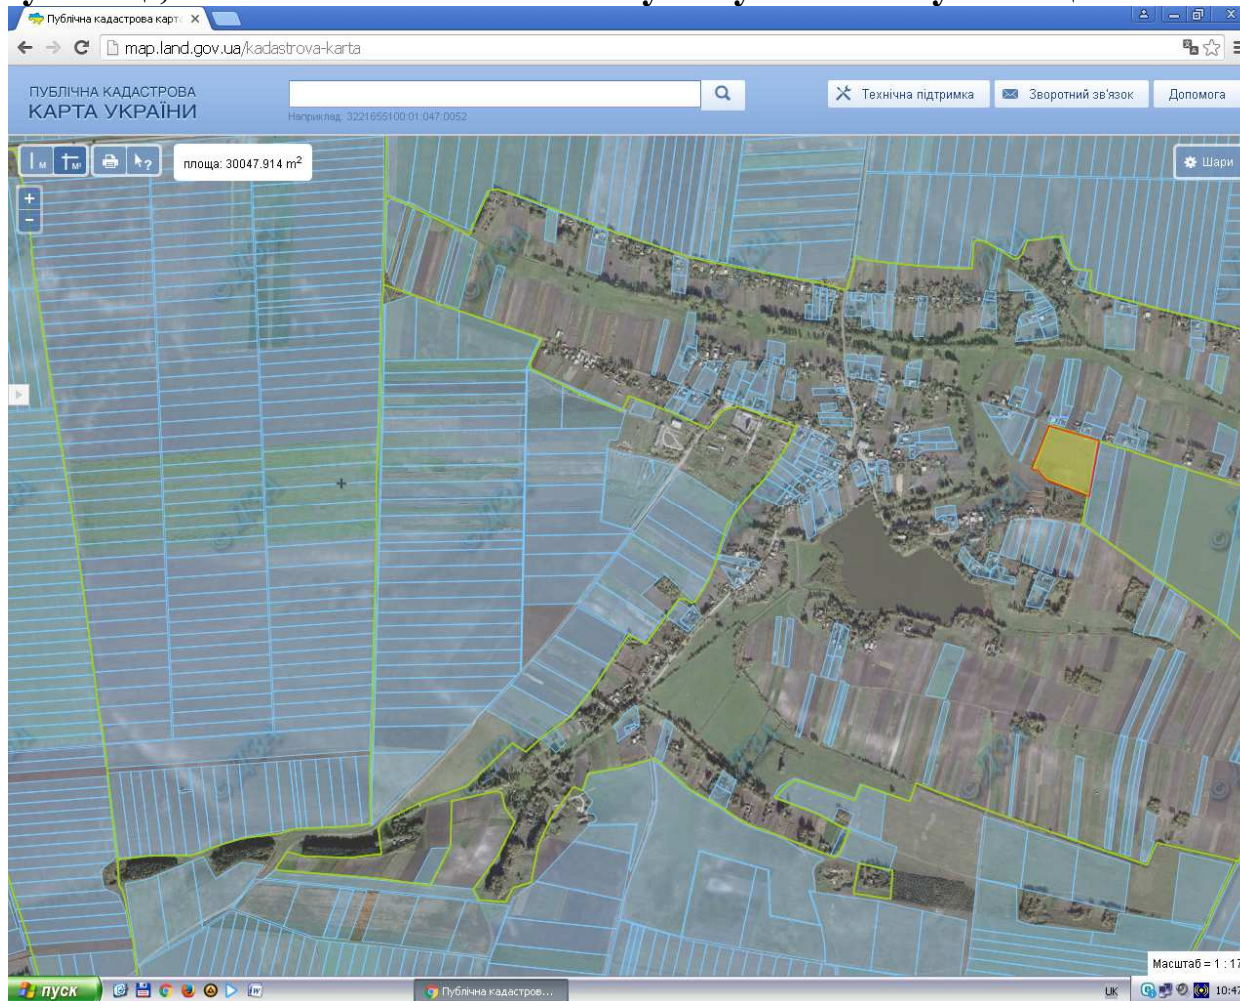 Публічна кадастрова карт
map.land.gov.ua/kadastrova-karta
ПУБЛІЧНА КАДАСТРОВА
КАРТА УКРАЇНИ
Наприклад: 3221655100:01:047:0052
Технічна підтримка
Зворотний зв'язок
Допомога
М
М²
площа: 30047.914 m²
Шари
+
−
Масштаб = 1 : 17
пуск
Публічна кадастров...
UK
10:47